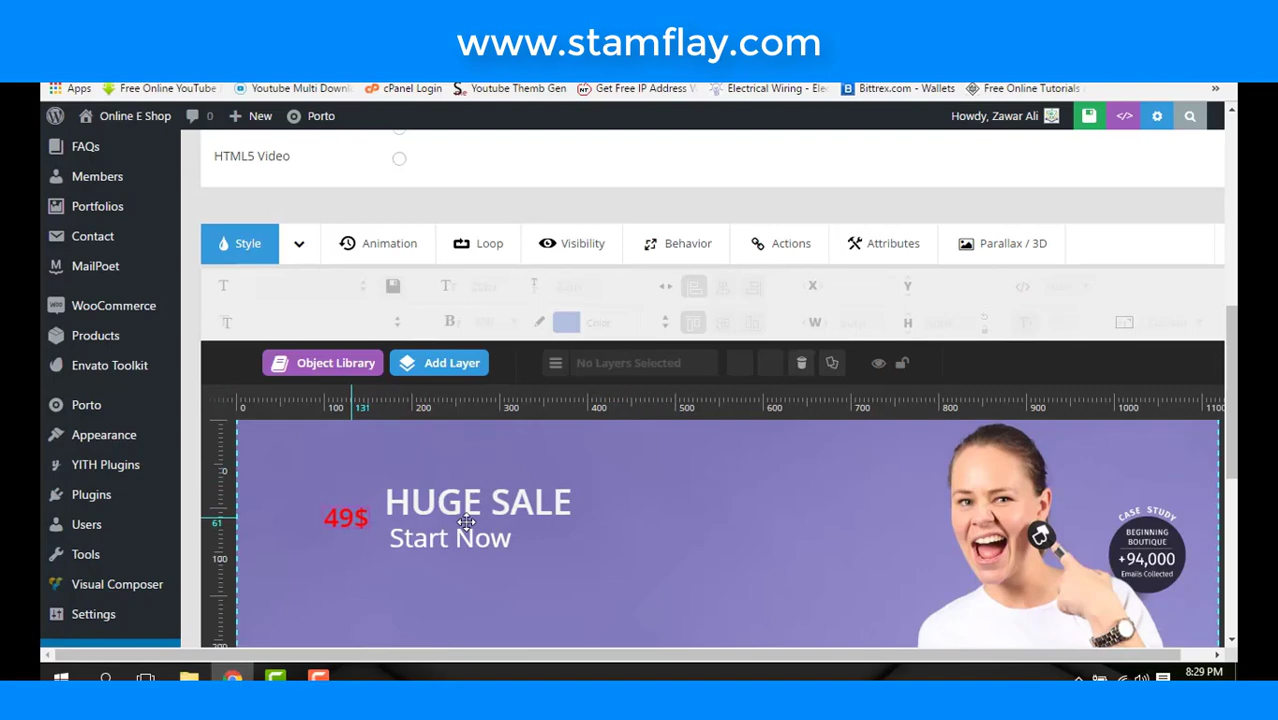 www.stamflay.com
Apps Free Online YouTube Youtube Multi Downl cPanel Login Youtube Themb Gen Get Free IP Address Electrical Wiring - Ele Bittrex.com - Wallets Free Online Tutorials »
Online E Shop 0 New Porto Howdy, Zawar Ali
FAQs
HTML5 Video
Members
Portfolios
Contact
Style Animation Loop Visibility Behavior Actions Attributes Parallax / 3D
MailPoet
X Y
WooCommerce
Color W H
Products
Envato Toolkit
Object Library Add Layer No Layers Selected
Porto
0 100 131 200 300 400 500 600 700 800 900 1000 1100
Appearance
YITH Plugins
0
Plugins
HUGE SALE
49$
61
Start Now
CASE STUDY
BEGINNING
BOUTIQUE
+94,000
Emails Collected
Users
Tools
100
Visual Composer
Settings
200
8:29 PM